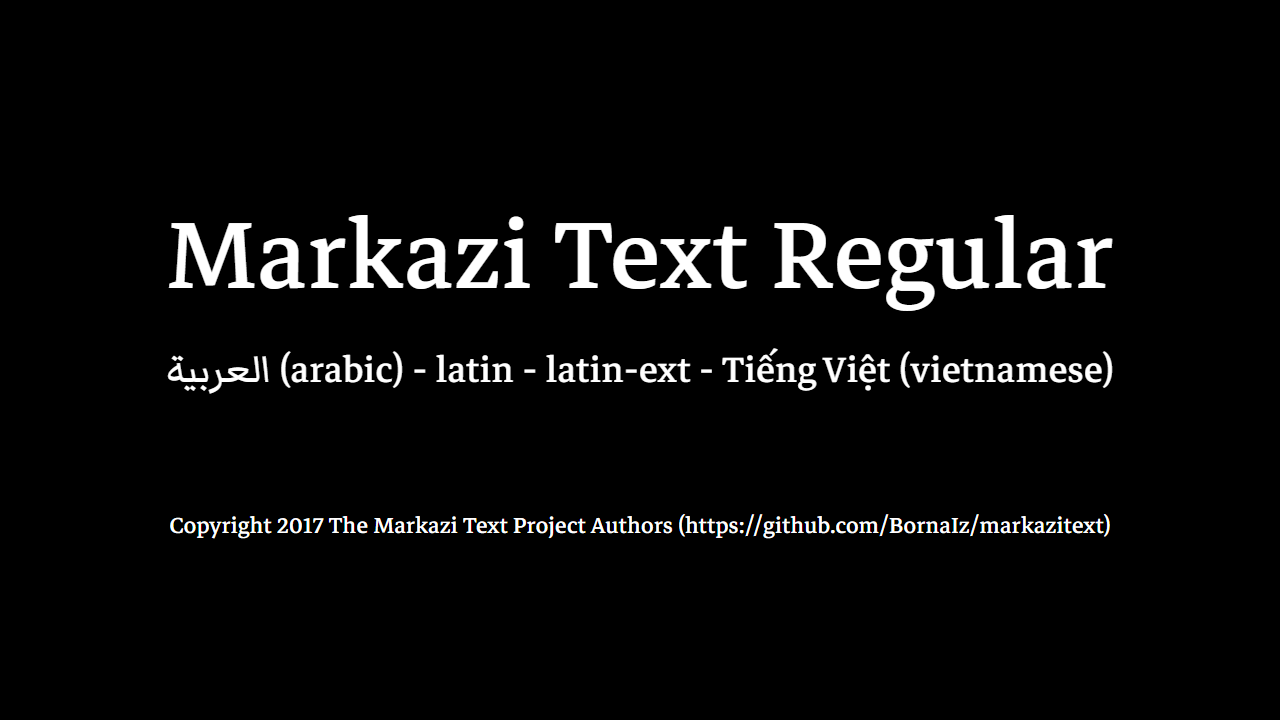 Markazi Text Regular
العربية (arabic) - latin - latin-ext - Tiếng Việt (vietnamese)
Copyright 2017 The Markazi Text Project Authors (https://github.com/BornaIz/markazitext)